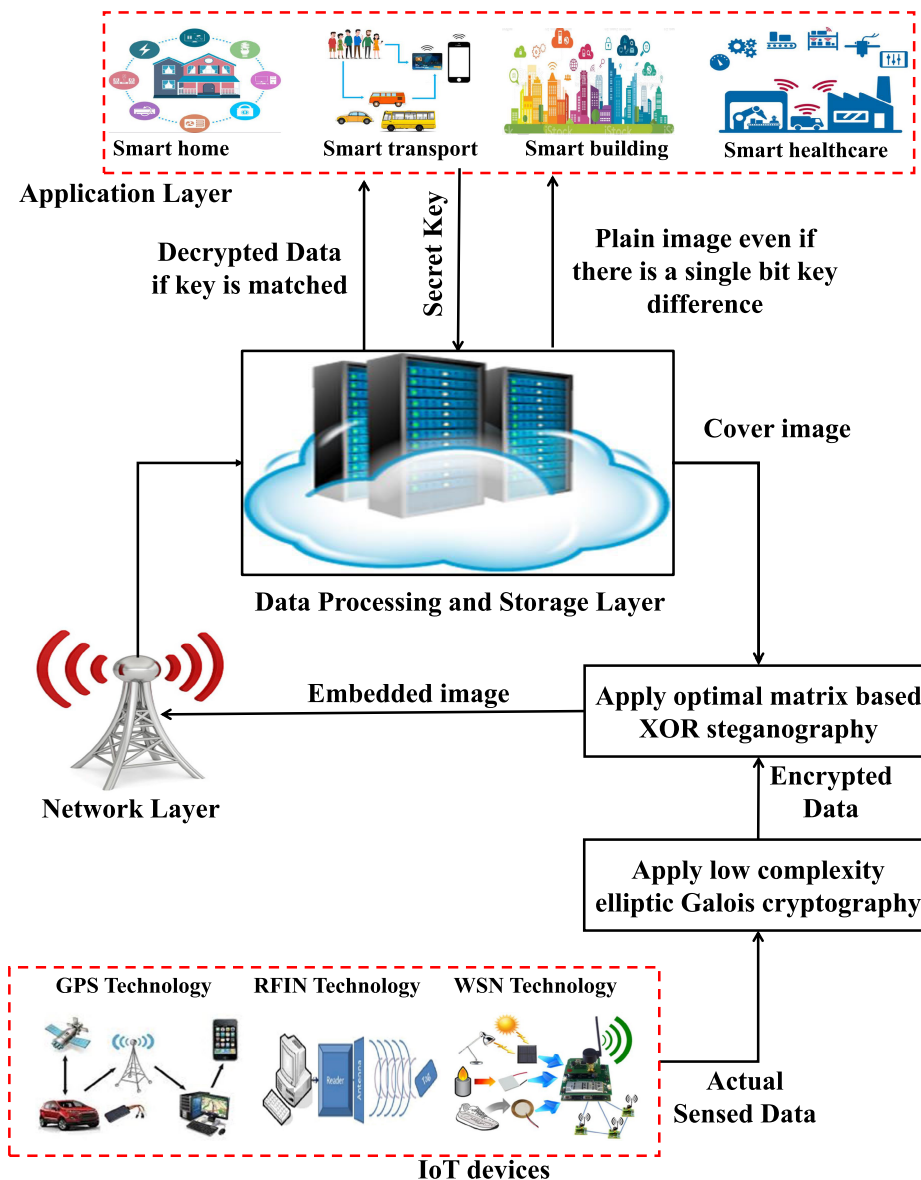 Smart home
Smart transport
Smart building
Smart healthcare
iStock
iStock
Application Layer
Decrypted Data
if key is matched
Secret Key
Plain image even if
there is a single bit key
difference
Cover image
Data Processing and Storage Layer
Embedded image
Apply optimal matrix based
XOR steganography
Network Layer
Encrypted
Data
Apply low complexity
elliptic Galois cryptography
GPS Technology
RFIN Technology
WSN Technology
Reader
Antenna
TAG
Actual
Sensed Data
IoT devices